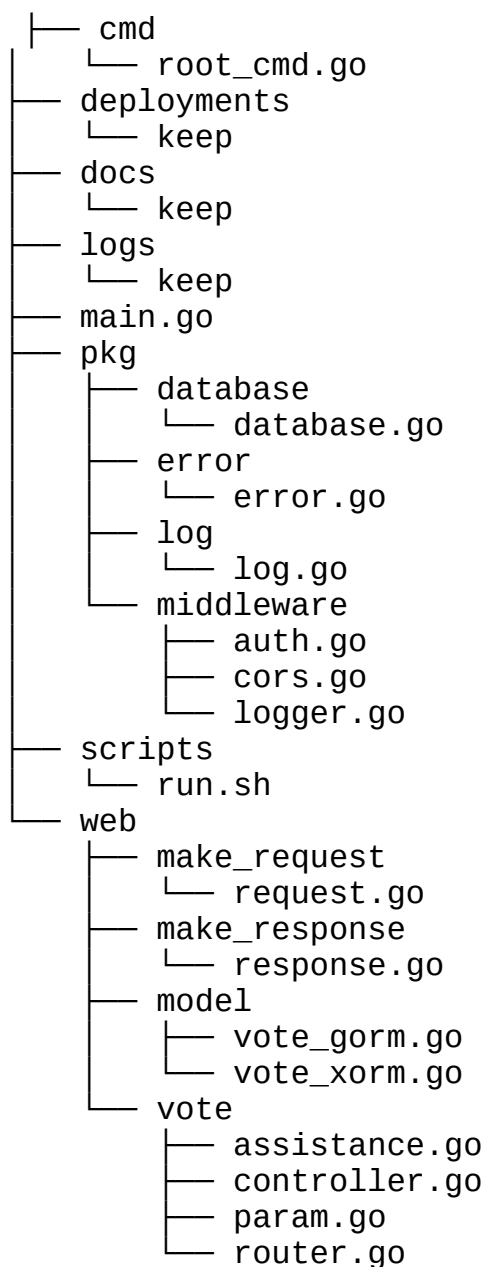 ├── cmd
│   └── root_cmd.go
├── deployments
│   └── keep
├── docs
│   └── keep
├── logs
│   └── keep
├── main.go
├── pkg
│   ├── database
│   │   └── database.go
│   ├── error
│   │   └── error.go
│   ├── log
│   │   └── log.go
│   └── middleware
│       ├── auth.go
│       ├── cors.go
│       └── logger.go
├── scripts
│   └── run.sh
└── web
    ├── make_request
    │   └── request.go
    ├── make_response
    │   └── response.go
    ├── model
    │   ├── vote_gorm.go
    │   └── vote_xorm.go
    └── vote
        ├── assistance.go
        ├── controller.go
        ├── param.go
        └── router.go